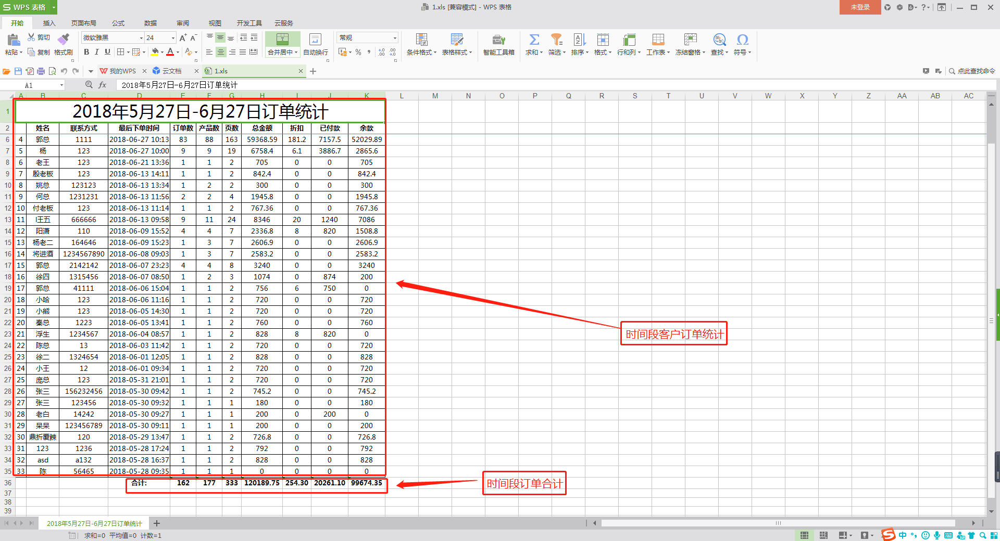 WPS 表格 1.xls [兼容模式] - WPS 表格 未登录
开始 插入 页面布局 公式 数据 审阅 视图 开发工具 云服务
剪切 微软雅黑 24 常规
粘贴 复制 格式刷 B I U 合并居中 自动换行 条件格式 表格样式 智能工具箱 求和 筛选 排序 格式 行和列 工作表 冻结窗格 查找 符号
我的WPS 云文档 1.xls 点此查找命令
A1 fx 2018年5月27日-6月27日订单统计
A B C D E F G H I J K L M N O P Q R S T U V W X Y Z AA AB AC
1 2018年5月27日-6月27日订单统计
2 姓名 联系方式 最后下单时间 订单数 产品数 页数 总金额 折扣 已付款 余款
6 4 郭总 1111 2018-06-27 10:13 83 88 163 59368.59 181.2 7157.5 52029.89
7 5 杨 123 2018-06-27 10:00 9 9 19 6758.4 6.1 3886.7 2865.6
8 6 老王 123 2018-06-21 13:36 1 1 2 705 0 0 705
9 7 殷老板 123 2018-06-13 14:11 1 1 2 842.4 0 0 842.4
10 8 姚总 123123 2018-06-13 13:34 1 2 2 300 0 0 300
11 9 何总 1231231 2018-06-13 11:56 2 2 4 1945.8 0 0 1945.8
12 10 付老板 123 2018-06-13 11:14 1 1 2 767.36 0 0 767.36
13 11 l王五 666666 2018-06-13 09:58 9 11 24 8346 20 1240 7086
14 12 阳潇 110 2018-06-09 15:52 4 4 7 2336.8 8 820 1508.8
15 13 杨老二 164646 2018-06-09 15:23 1 3 7 2606.9 0 0 2606.9
16 14 将进酒 1234567890 2018-06-08 09:03 1 3 7 2583.2 0 0 2583.2
17 15 郭总 2142142 2018-06-07 23:23 4 4 8 3240 0 0 3240
18 16 徐四 1315456 2018-06-07 08:50 1 2 3 1074 0 874 200
19 17 郭总 41111 2018-06-06 15:04 1 1 2 756 6 750 0
20 18 小哈 123 2018-06-06 11:16 1 1 2 720 0 0 720
21 19 小熊 123 2018-06-05 14:30 1 1 2 720 0 0 720
22 20 秦总 1223 2018-06-05 13:41 1 1 2 760 0 0 760
23 21 浮生 1234567 2018-06-04 08:57 1 1 2 828 8 820 0
时间段客户订单统计
24 22 陈总 13 2018-06-03 11:42 1 1 2 720 0 0 720
25 23 徐二 1324654 2018-06-01 12:05 1 1 2 828 0 0 828
26 24 小王 12 2018-06-01 09:34 1 1 2 720 0 0 720
27 25 庞总 123 2018-05-31 21:01 1 1 2 720 0 0 720
28 26 张三 156232456 2018-05-30 09:42 1 1 2 745.2 0 0 745.2
29 27 张三 123456 2018-05-30 09:32 1 1 1 180 0 0 180
30 28 老白 14242 2018-05-30 09:27 1 1 1 200 0 200 0
31 29 呆呆 123456789 2018-05-30 09:11 1 1 1 200 0 0 200
32 30 鼎折覆餗 120 2018-05-29 13:47 1 1 2 726.8 0 0 726.8
33 31 123 1236 2018-05-28 17:24 1 1 2 792 0 0 792
34 32 asd a132 2018-05-28 16:37 1 1 2 828 0 0 828
35 33 陈 56465 2018-05-28 09:35 1 1 1 0 0 0 0
36 合计: 162 177 333 120189.75 254.30 20261.10 99674.35
时间段订单合计
37
38
39
2018年5月27日-6月27日订单统计
求和=0 平均值=0 计数=1 中